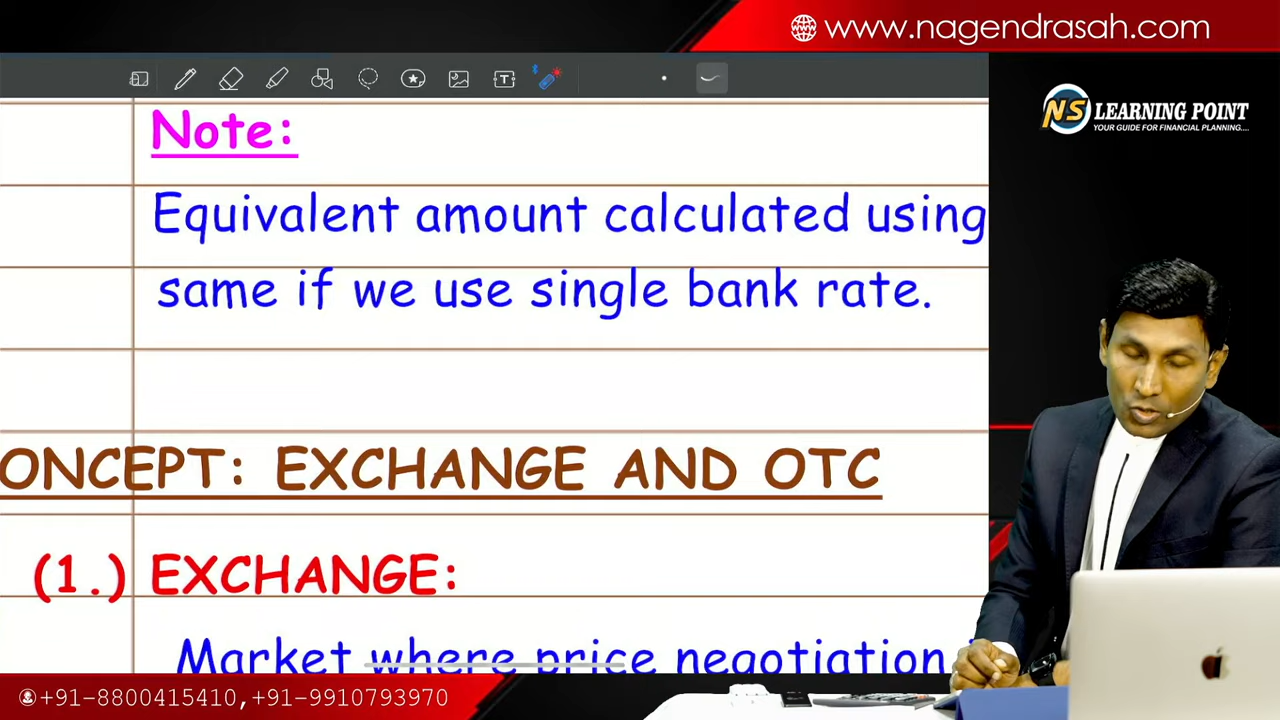 www.nagendrasah.com
NS LEARNING POINT
YOUR GUIDE FOR FINANCIAL PLANNING....
Note:
Equivalent amount calculated using
same if we use single bank rate.
ONCEPT: EXCHANGE AND OTC
(1.) EXCHANGE:
Market where price negotiation
+91-8800415410,+91-9910793970